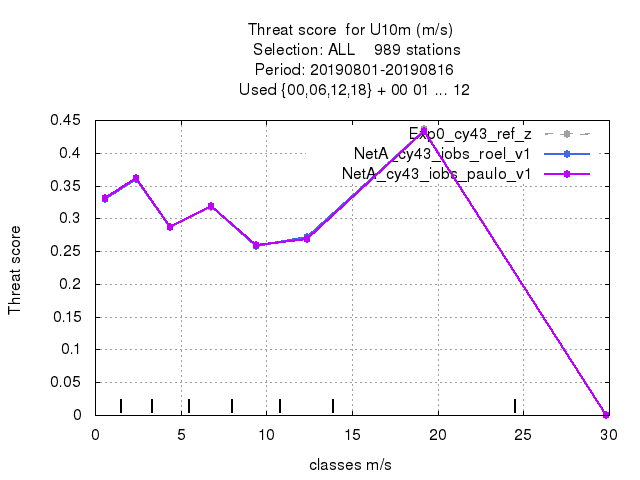 Threat score for U10m (m/s)
Selection: ALL 989 stations
Period: 20190801-20190816
Used {00,06,12,18} + 00 01 ... 12
0.45
0.4
0.35
0.3
0.25
0.2
0.15
0.1
0.05
0
Threat score
Exp0_cy43_ref_z
NetA_cy43_iobs_roel_v1
NetA_cy43_iobs_paulo_v1
0 5 10 15 20 25 30
classes m/s